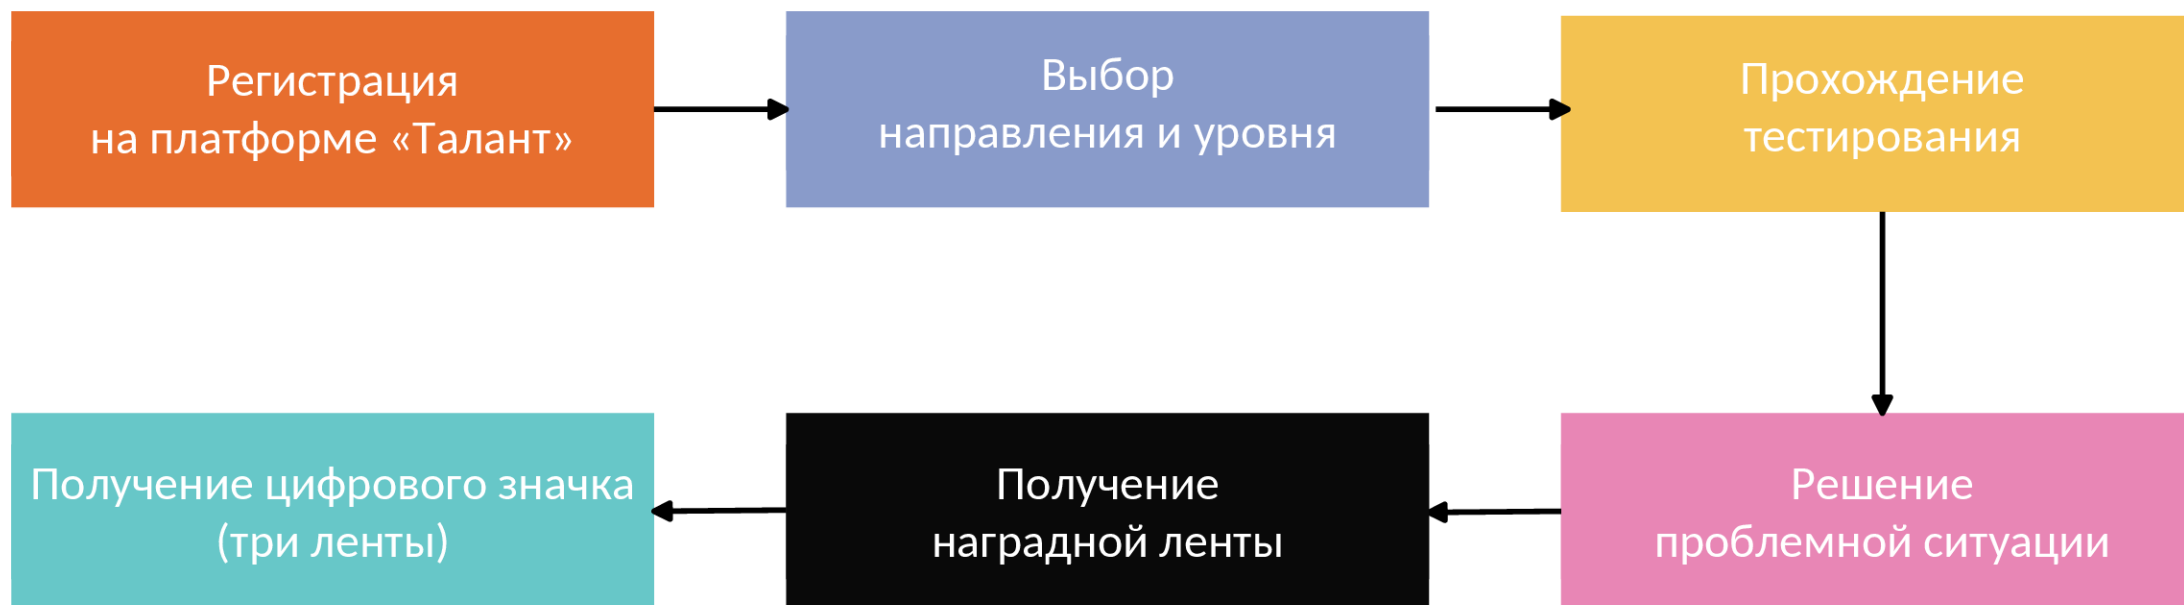 Регистрация
на платформе «Талант»
Выбор
направления и уровня
Прохождение
тестирования
Решение
проблемной ситуации
Получение
наградной ленты
Получение цифрового значка
(три ленты)